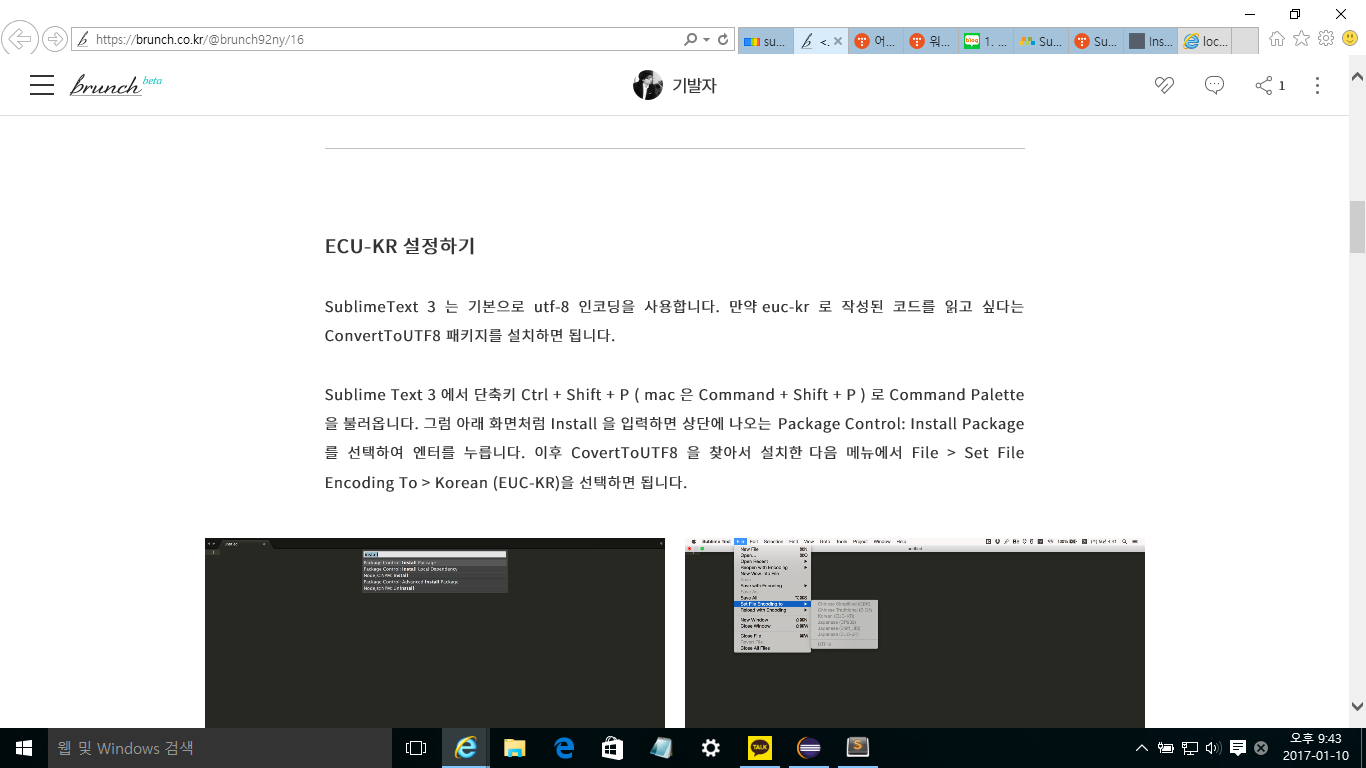 https://brunch.co.kr/@brunch92ny/16
su...
<.
어...
워...
blog 1. ...
Su...
Su...
Ins...
loc...
brunch beta
기발자
1
ECU-KR 설정하기
SublimeText 3 는 기본으로 utf-8 인코딩을 사용합니다. 만약 euc-kr 로 작성된 코드를 읽고 싶다는
ConvertToUTF8 패키지를 설치하면 됩니다.
Sublime Text 3 에서 단축키 Ctrl + Shift + P ( mac 은 Command + Shift + P ) 로 Command Palette
을 불러옵니다. 그럼 아래 화면처럼 Install 을 입력하면 상단에 나오는 Package Control: Install Package
를 선택하여 엔터를 누릅니다. 이후 CovertToUTF8 을 찾아서 설치한 다음 메뉴에서 File > Set File
Encoding To > Korean (EUC-KR)을 선택하면 됩니다.
install
Package Control: Install Package
Package Control: Install Local Dependency
Nodejs::NPM::Install
Package Control: Advanced Install Package
Nodejs::NPM::Uninstall
Sublime Text File Edit Selection Find View Goto Tools Project Window Help
untitled
New File
Open...
Open Recent
Reopen with Encoding
New View into File
Save
Save with Encoding
Save As...
Save All
Set File Encoding to
Reload with Encoding
New Window
Close Window
Close File
Revert File
Close All Files
Chinese Simplified (GBK)
Chinese Traditional (BIG5)
Korean (EUC-KR)
Japanese (CP932)
Japanese (Shift_JIS)
Japanese (EUC-JP)
UTF-8
웹 및 Windows 검색
TALK
오후 9:43
2017-01-10